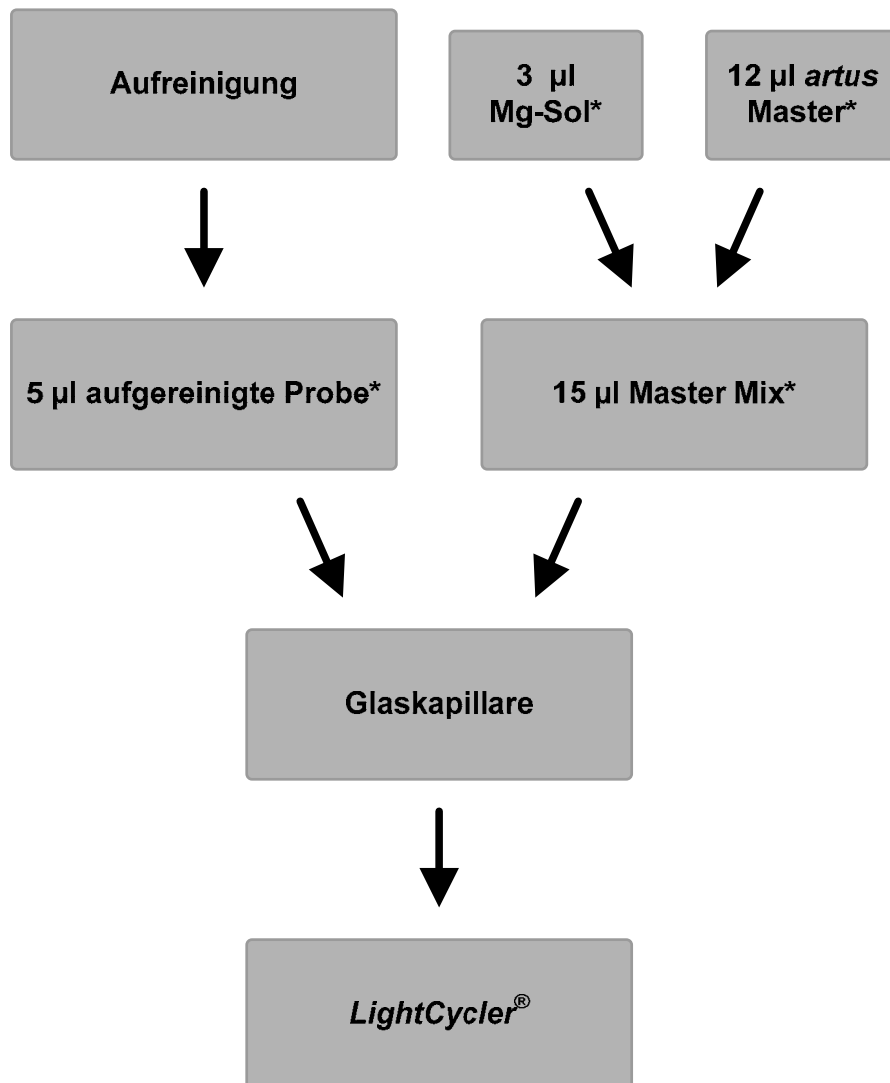 Aufreinigung
3 µl
Mg-Sol*
12 µl artus
Master*
5 µl aufgereinigte Probe*
15 µl Master Mix*
Glaskapillare
LightCycler®